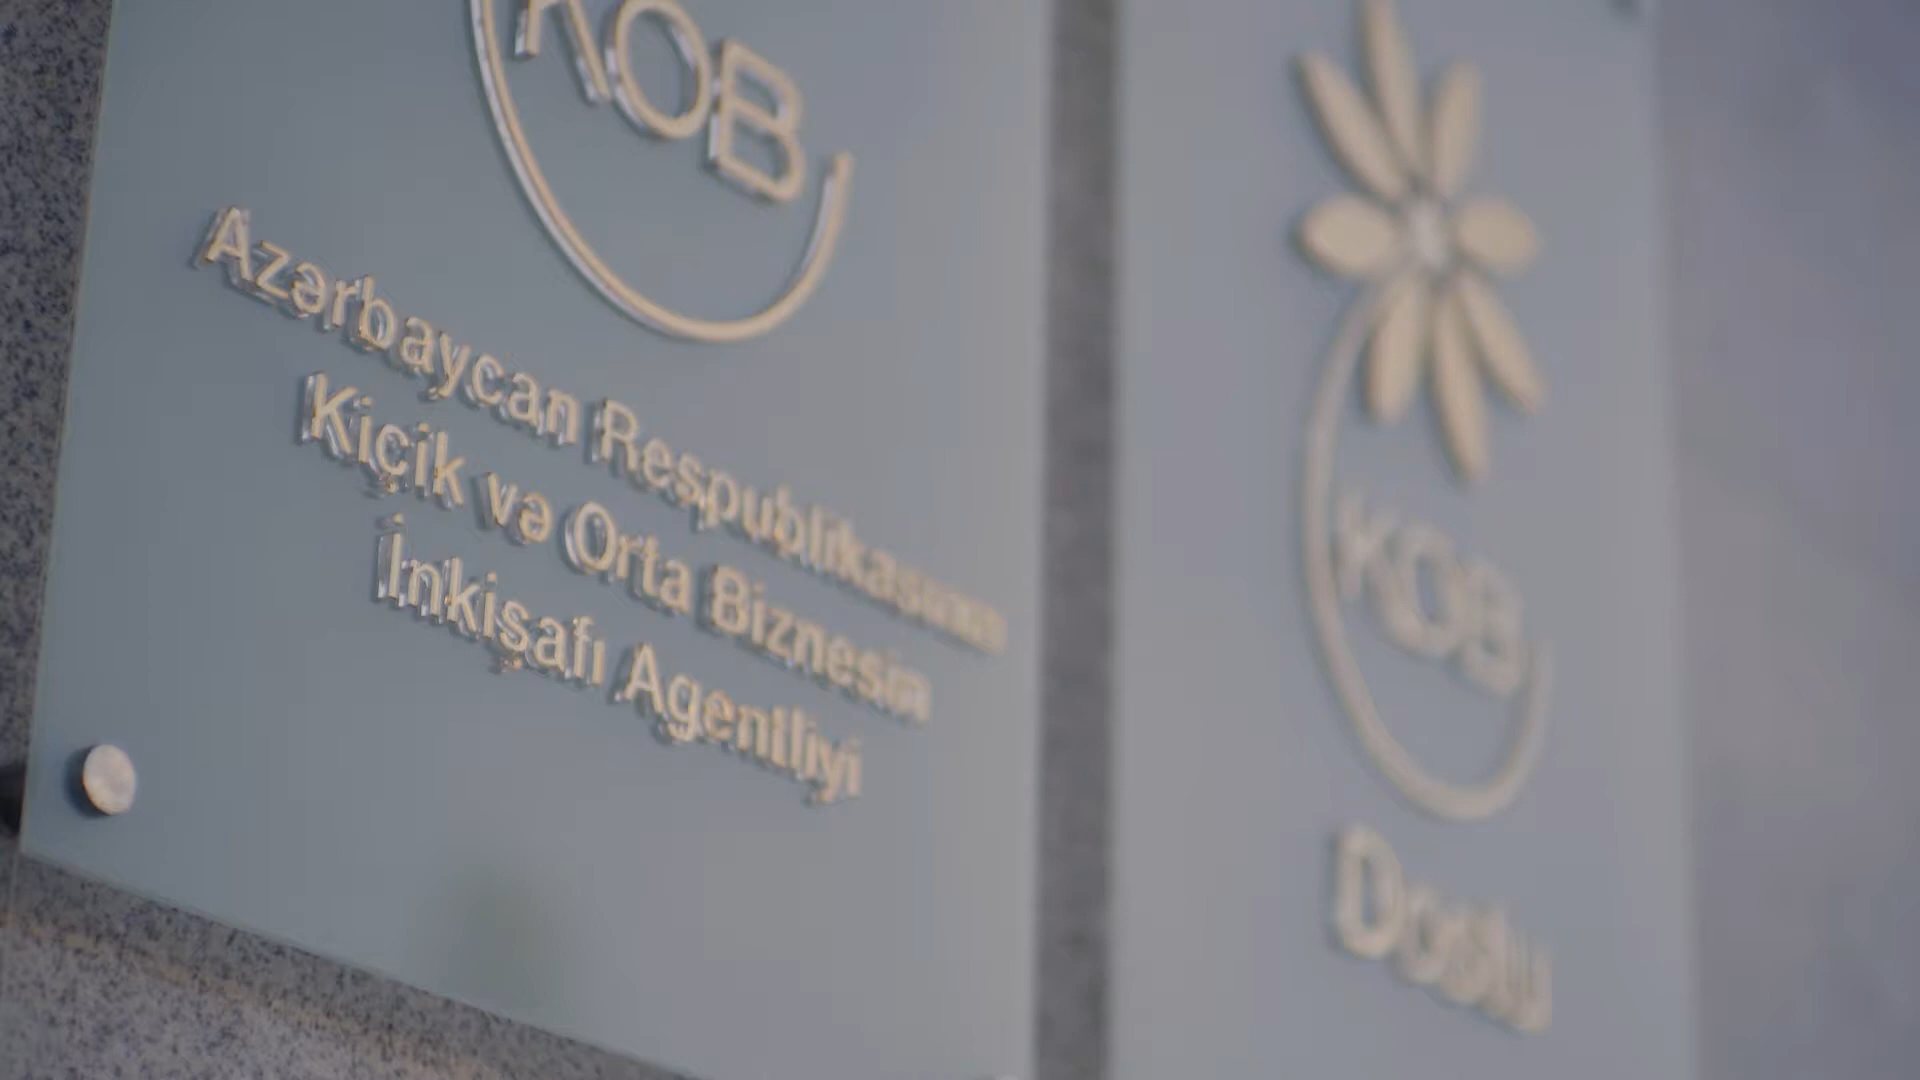 KOB
Azərbaycan Respublikasının
Kiçik və Orta Biznesin
İnkişafı Agentliyi
KOB
Dostu